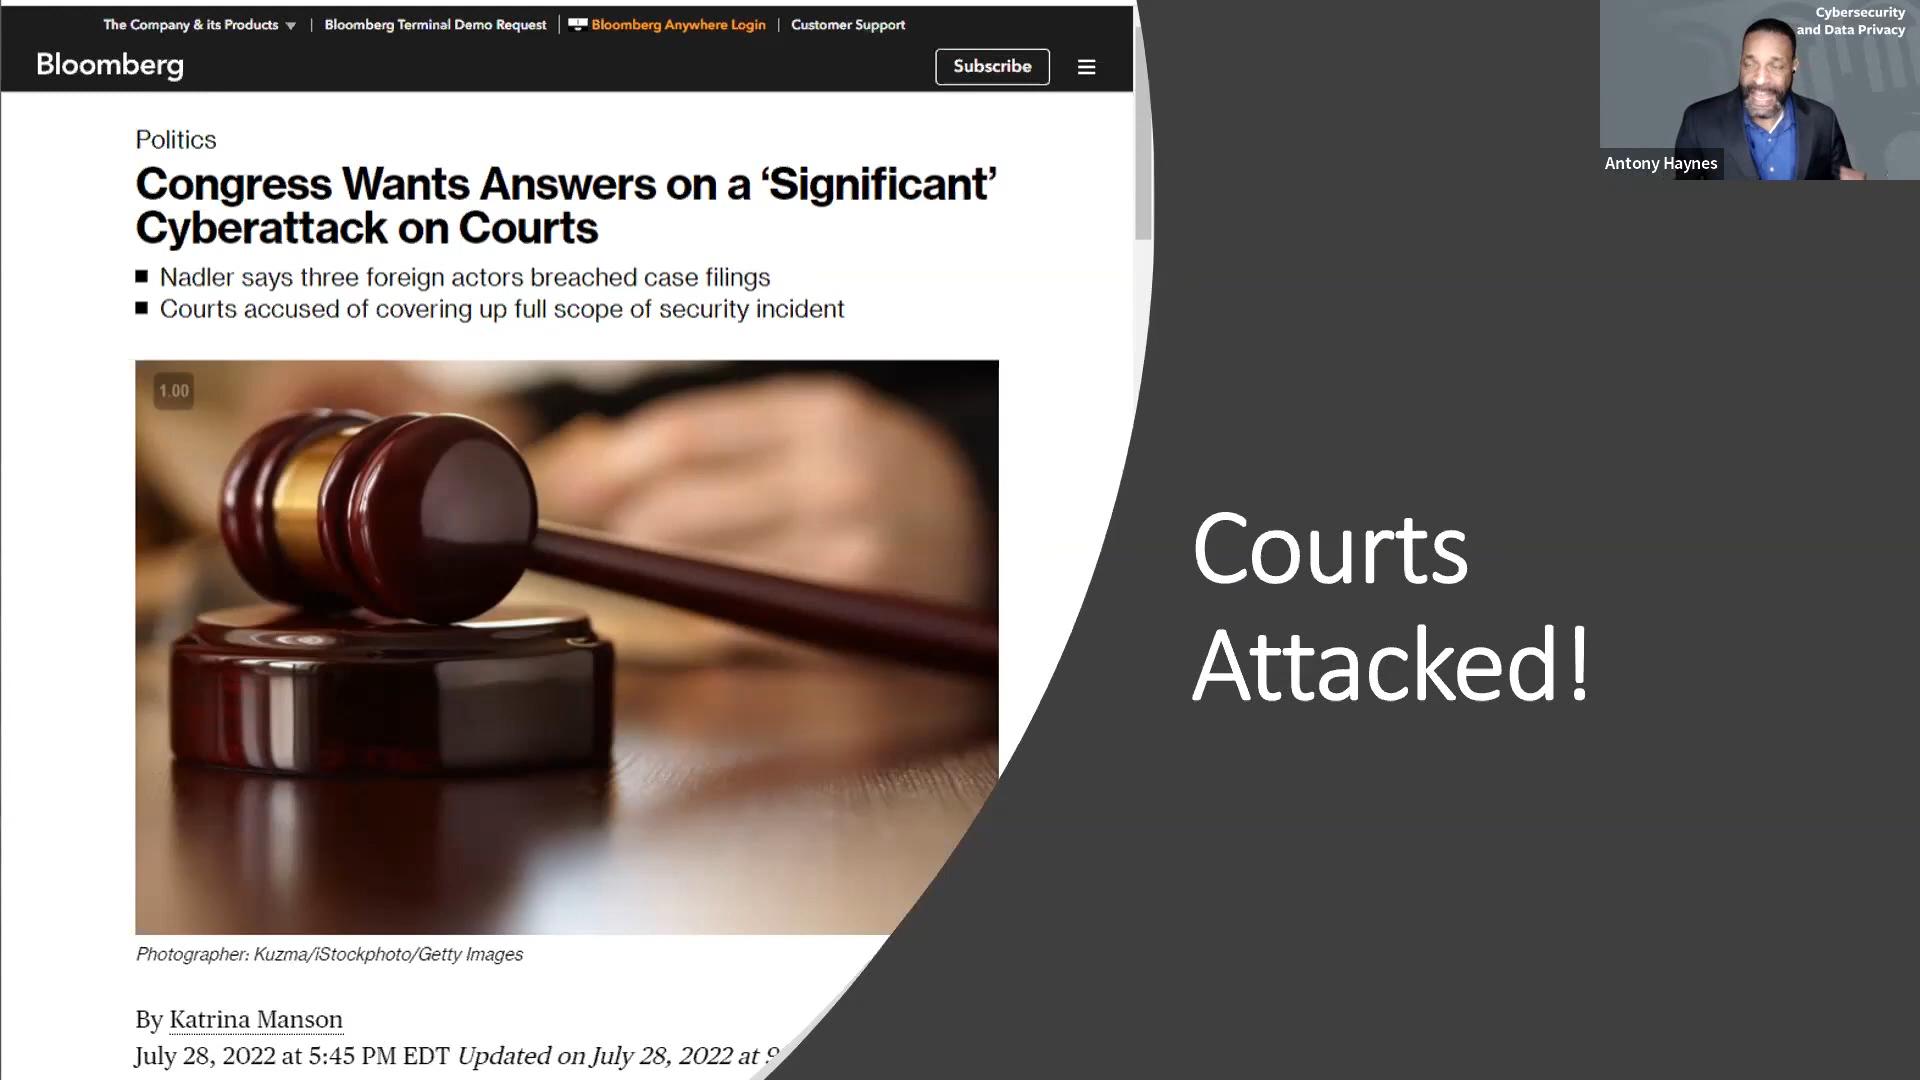 The Company & its Products
Bloomberg Terminal Demo Request
Bloomberg Anywhere Login
Customer Support
Bloomberg
Subscribe
Politics
Congress Wants Answers on a ‘Significant’
Cyberattack on Courts
Nadler says three foreign actors breached case filings
Courts accused of covering up full scope of security incident
1.00
Photographer: Kuzma/iStockphoto/Getty Images
By Katrina Manson
July 28, 2022 at 5:45 PM EDT Updated on July 28, 2022 at 9
Courts
Attacked!
Cybersecurity
and Data Privacy
Antony Haynes